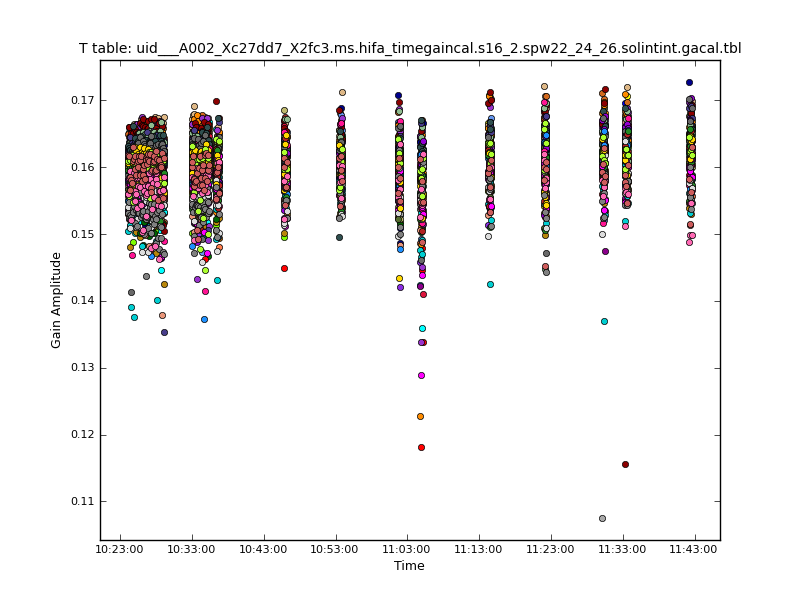 T table: uid___A002_Xc27dd7_X2fc3.ms.hifa_timegaincal.s16_2.spw22_24_26.solintint.gacal.tbl
0.17
0.16
0.15
0.14
0.13
0.12
0.11
Gain Amplitude
10:23:00 10:33:00 10:43:00 10:53:00 11:03:00 11:13:00 11:23:00 11:33:00 11:43:00
Time